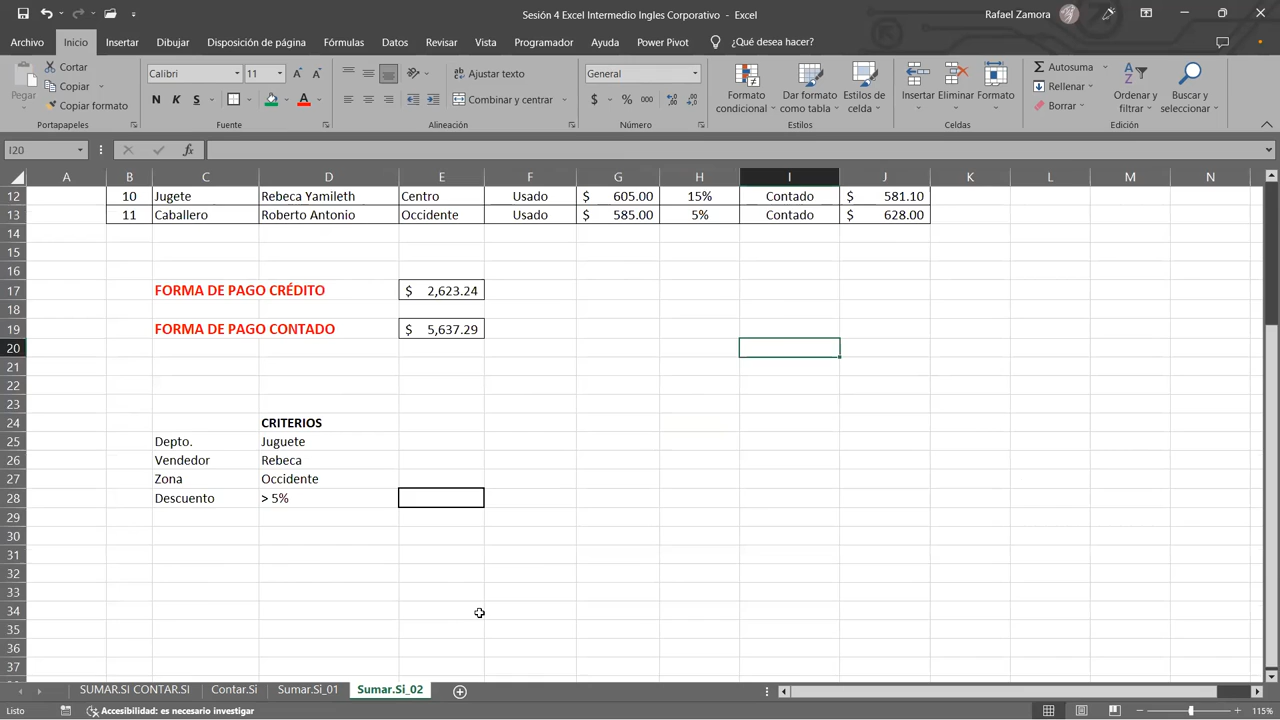 Sesión 4 Excel Intermedio Ingles Corporativo - Excel
Rafael Zamora
Archivo Inicio Insertar Dibujar Disposición de página Fórmulas Datos Revisar Vista Programador Ayuda Power Pivot ¿Qué desea hacer?
Pegar
Cortar
Copiar
Copiar formato
Portapapeles
Calibri 11
N K S
Fuente
Ajustar texto
Combinar y centrar
Alineación
General
$ % 000
Número
Formato condicional
Dar formato como tabla
Estilos de celda
Estilos
Insertar Eliminar Formato
Celdas
Autosuma
Rellenar
Borrar
Ordenar y filtrar
Buscar y seleccionar
Edición
I20 fx
A B C D E F G H I J K L M N
12 10 Jugete Rebeca Yamileth Centro Usado $ 605.00 15% Contado $ 581.10
13 11 Caballero Roberto Antonio Occidente Usado $ 585.00 5% Contado $ 628.00
14
15
16
17 FORMA DE PAGO CRÉDITO $ 2,623.24
18
19 FORMA DE PAGO CONTADO $ 5,637.29
20
21
22
23
24 CRITERIOS
25 Depto. Juguete
26 Vendedor Rebeca
27 Zona Occidente
28 Descuento > 5%
29
30
31
32
33
34
35
36
37
SUMAR.SI CONTAR.SI Contar.Si Sumar.Si_01 Sumar.Si_02
Listo Accesibilidad: es necesario investigar 115%